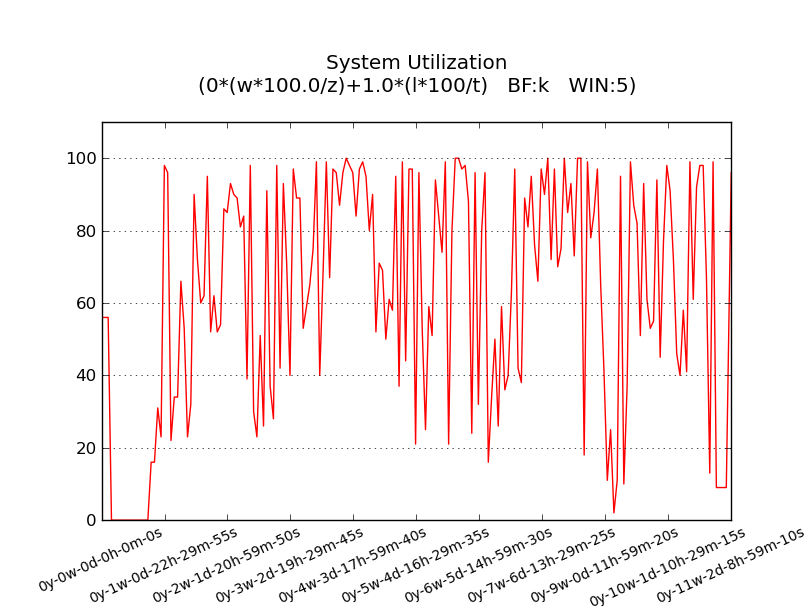 System Utilization
(0*(w*100.0/z)+1.0*(l*100/t)   BF:k   WIN:5)
100
80
60
40
20
0
0y-0w-0d-0h-0m-0s
0y-1w-0d-22h-29m-55s
0y-2w-1d-20h-59m-50s
0y-3w-2d-19h-29m-45s
0y-4w-3d-17h-59m-40s
0y-5w-4d-16h-29m-35s
0y-6w-5d-14h-59m-30s
0y-7w-6d-13h-29m-25s
0y-9w-0d-11h-59m-20s
0y-10w-1d-10h-29m-15s
0y-11w-2d-8h-59m-10s